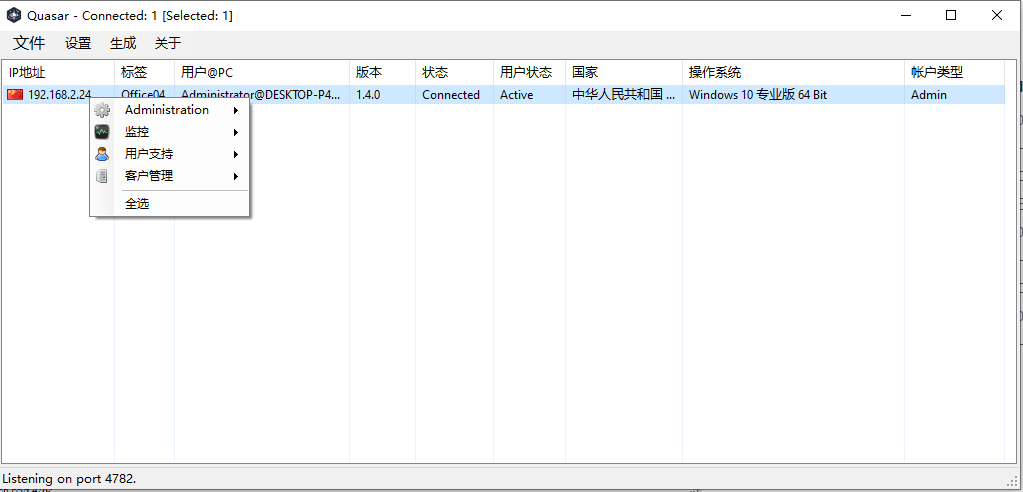 Quasar - Connected: 1 [Selected: 1]
文件 设置 生成 关于
IP地址 标签 用户@PC 版本 状态 用户状态 国家 操作系统 帐户类型
192.168.2.24 Office04 Administrator@DESKTOP-P4... 1.4.0 Connected Active 中华人民共和国 ... Windows 10 专业版 64 Bit Admin
Administration
监控
用户支持
客户管理
全选
Listening on port 4782.